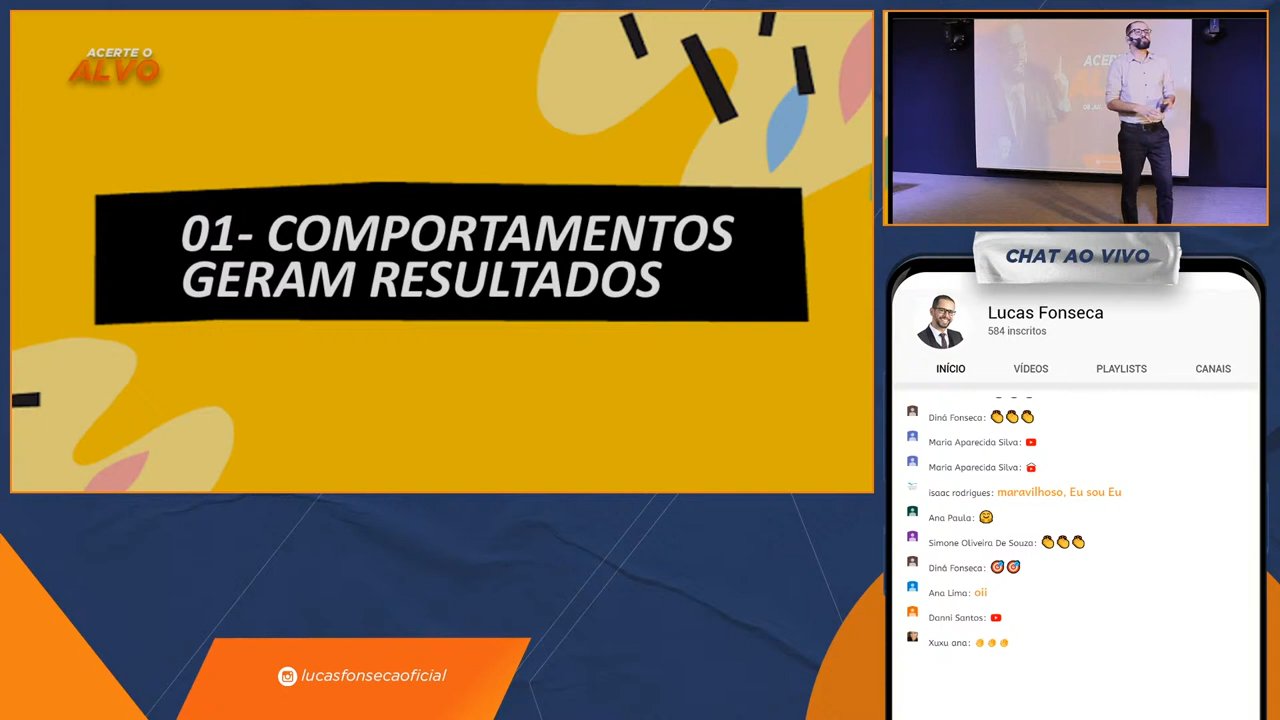 ACERTE O
ALVO
01- COMPORTAMENTOS
GERAM RESULTADOS
ACERTE
CHAT AO VIVO
Lucas Fonseca
584 inscritos
INÍCIO VÍDEOS PLAYLISTS CANAIS
Diná Fonseca: 👏👏👏
Maria Aparecida Silva:
Maria Aparecida Silva:
isaac rodrigues: maravilhoso, Eu sou Eu
Ana Paula: 🤗
Simone Oliveira De Souza: 👏👏👏
Diná Fonseca: 🎯🎯
Ana Lima: oii
Danni Santos:
Xuxu ana: 👏👏👏
lucasfonsecaoficial